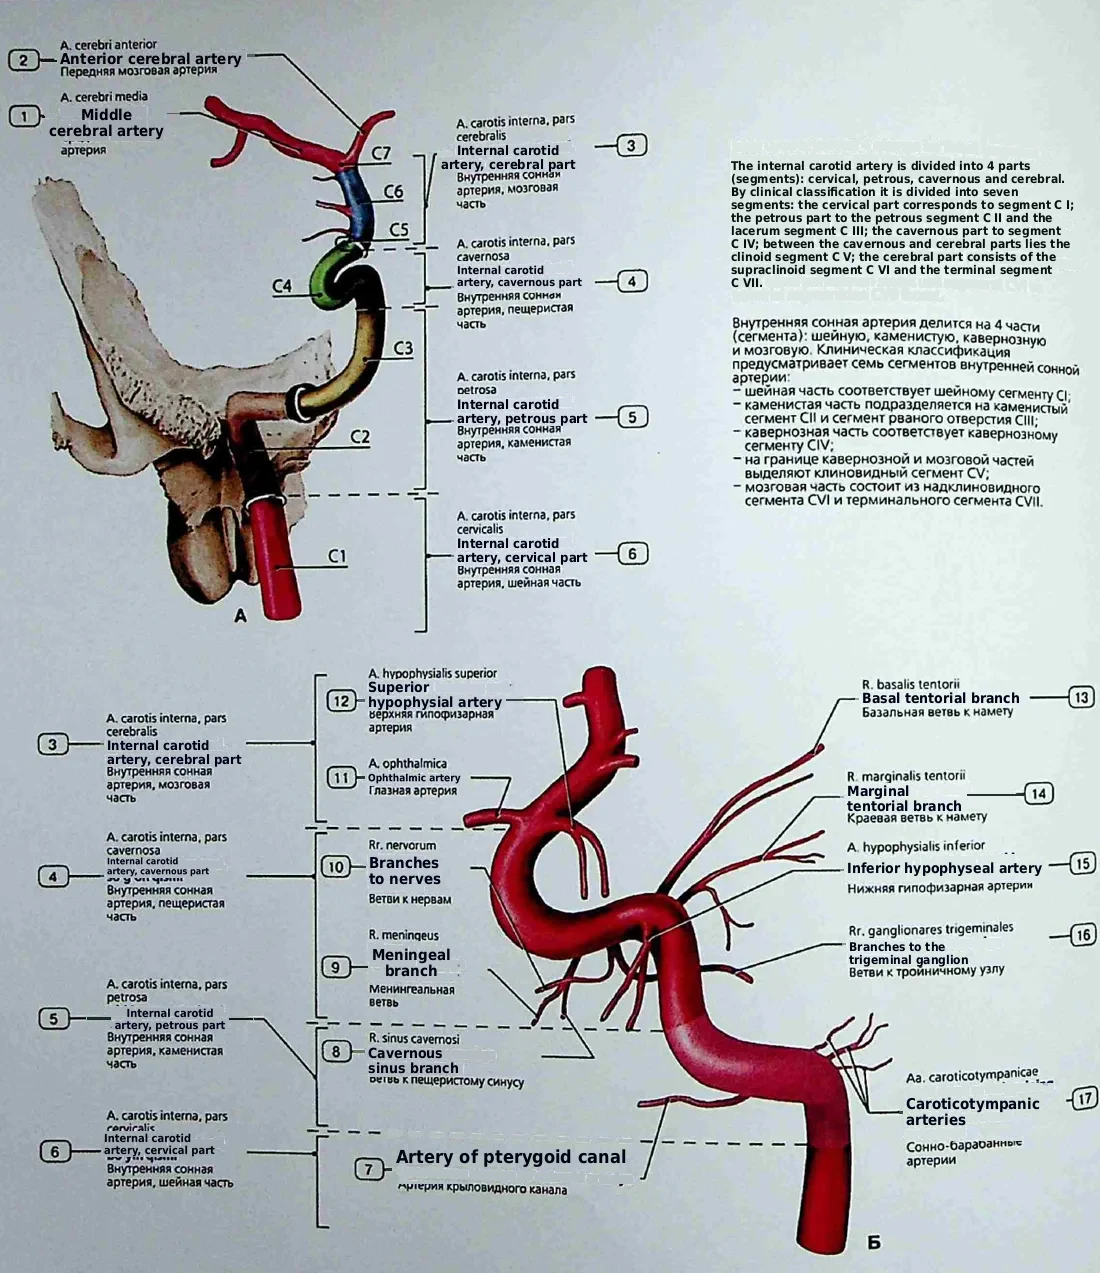 A. cerebri anterior
2
Anterior cerebral artery
Передняя мозговая артерия
A. cerebri media
1
Middle
cerebral artery
артерия
C7
C6
C5
C4
C3
C2
C1
А
A. carotis interna, pars
cerebralis
3
Internal carotid
artery, cerebral part
Внутренняя сонная
артерия, мозговая
часть
A. carotis interna, pars
cavernosa
Internal carotid
4
artery, cavernous part
Внутренняя сонная
артерия, пещеристая
часть
A. carotis interna, pars
petrosa
Internal carotid
5
artery, petrous part
Внутренняя сонная
артерия, каменистая
часть
A. carotis interna, pars
cervicalis
Internal carotid
6
artery, cervical part
Внутренняя сонная
артерия, шейная часть
The internal carotid artery is divided into 4 parts
(segments): cervical, petrous, cavernous and cerebral.
By clinical classification it is divided into seven
segments: the cervical part corresponds to segment C I;
the petrous part to the petrous segment C II and the
lacerum segment C III; the cavernous part to segment
C IV; between the cavernous and cerebral parts lies the
clinoid segment C V; the cerebral part consists of the
supraclinoid segment C VI and the terminal segment
C VII.
Внутренняя сонная артерия делится на 4 части
(сегмента): шейную, каменистую, кавернозную
и мозговую. Клиническая классификация
предусматривает семь сегментов внутренней сонной
артерии:
– шейная часть соответствует шейному сегменту CI;
– каменистая часть подразделяется на каменистый
сегмент CII и сегмент рваного отверстия CIII;
– кавернозная часть соответствует кавернозному
сегменту CIV;
– на границе кавернозной и мозговой частей
выделяют клиновидный сегмент CV;
– мозговая часть состоит из надклиновидного
сегмента CVI и терминального сегмента CVII.
A. carotis interna, pars
cerebralis
3
Internal carotid
artery, cerebral part
Внутренняя сонная
артерия, мозговая
часть
A. carotis interna, pars
cavernosa
Internal carotid
artery, cavernous part
4
Внутренняя сонная
артерия, пещеристая
часть
A. carotis interna, pars
petrosa
5
Internal carotid
artery, petrous part
Внутренняя сонная
артерия, каменистая
часть
A. carotis interna, pars
cervicalis
Internal carotid
6
artery, cervical part
Внутренняя сонная
артерия, шейная часть
A. hypophysialis superior
Superior
12
hypophysial artery
Верхняя гипофизарная
артерия
A. ophthalmica
11
Ophthalmic artery
Глазная артерия
Rr. nervorum
10
Branches
to nerves
Ветви к нервам
R. meningeus
9
Meningeal
branch
Менингеальная
ветвь
R. sinus cavernosi
8
Cavernous
sinus branch
Ветвь к пещеристому синусу
7
Artery of pterygoid canal
Артерия крыловидного канала
R. basalis tentorii
Basal tentorial branch
13
Базальная ветвь к намету
R. marginalis tentorii
Marginal
14
tentorial branch
Краевая ветвь к намету
A. hypophysialis inferior
Inferior hypophyseal artery
15
Нижняя гипофизарная артерия
Rr. ganglionares trigeminales
16
Branches to the
trigeminal ganglion
Ветви к тройничному узлу
Aa. caroticotympanicae
17
Caroticotympanic
arteries
Сонно-барабанные
артерии
Б